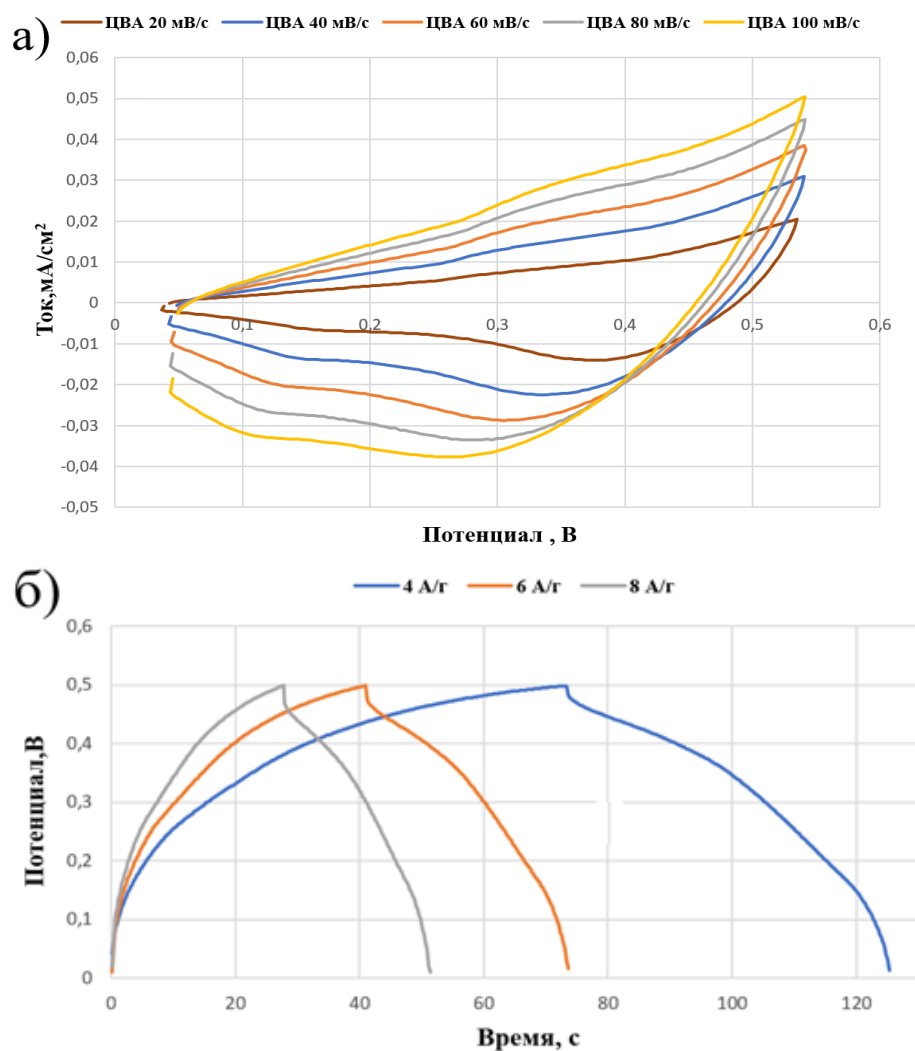 ЦВА 20 мВ/с ЦВА 40 мВ/с ЦВА 60 мВ/с ЦВА 80 мВ/с ЦВА 100 мВ/с
а)
0,06
0,05
0,04
0,03
0,02
0,01
0
-0,01
-0,02
-0,03
-0,04
-0,05
Ток,мА/см²
0 0,1 0,2 0,3 0,4 0,5 0,6
Потенциал , В
б)
4 А/г 6 А/г 8 А/г
0,6
0,5
0,4
0,3
0,2
0,1
0
Потенциал,В
0 20 40 60 80 100 120
Время, с